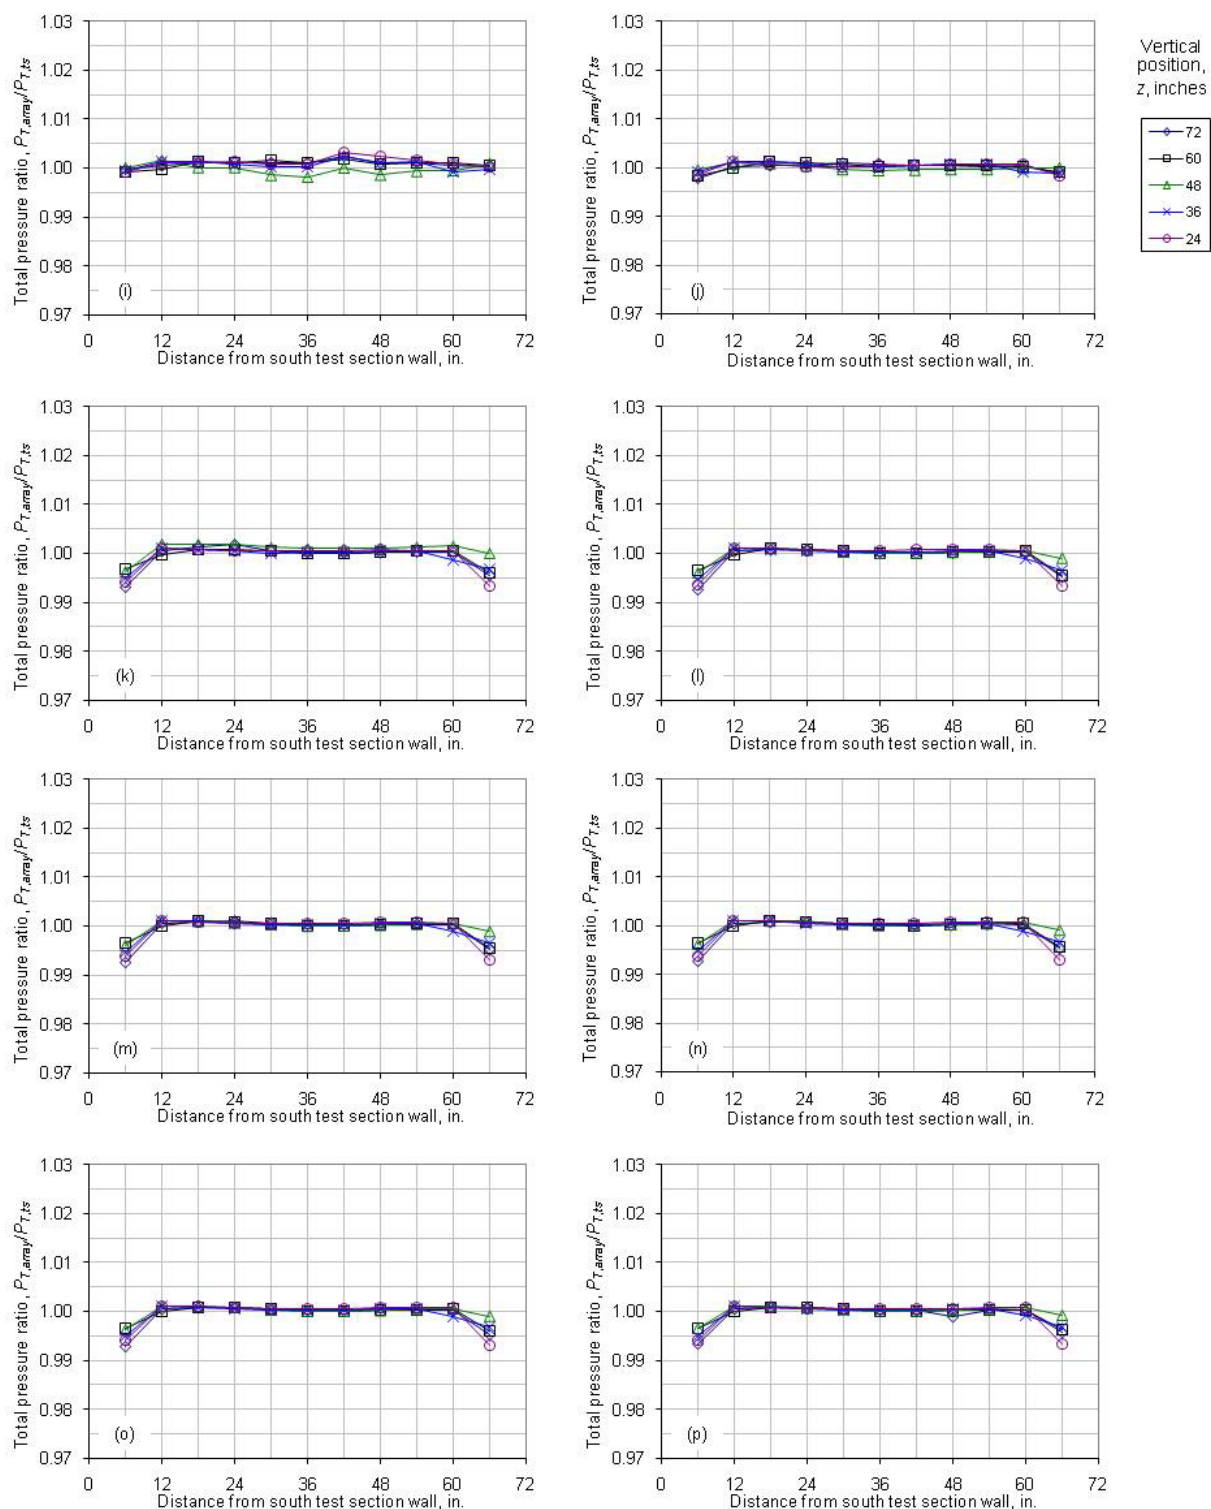 1.03
1.02
1.01
1.00
0.99
0.98
0.97
Total pressure ratio, P_T,array/P_T,ts
(i)
0 12 24 36 48 60 72
Distance from south test section wall, in.
1.03
1.02
1.01
1.00
0.99
0.98
0.97
Total pressure ratio, P_T,array/P_T,ts
(j)
0 12 24 36 48 60 72
Distance from south test section wall, in.
Vertical
position,
z, inches
72
60
48
36
24
1.03
1.02
1.01
1.00
0.99
0.98
0.97
Total pressure ratio, P_T,array/P_T,ts
(k)
0 12 24 36 48 60 72
Distance from south test section wall, in.
1.03
1.02
1.01
1.00
0.99
0.98
0.97
Total pressure ratio, P_T,array/P_T,ts
(l)
0 12 24 36 48 60 72
Distance from south test section wall, in.
1.03
1.02
1.01
1.00
0.99
0.98
0.97
Total pressure ratio, P_T,array/P_T,ts
(m)
0 12 24 36 48 60 72
Distance from south test section wall, in.
1.03
1.02
1.01
1.00
0.99
0.98
0.97
Total pressure ratio, P_T,array/P_T,ts
(n)
0 12 24 36 48 60 72
Distance from south test section wall, in.
1.03
1.02
1.01
1.00
0.99
0.98
0.97
Total pressure ratio, P_T,array/P_T,ts
(o)
0 12 24 36 48 60 72
Distance from south test section wall, in.
1.03
1.02
1.01
1.00
0.99
0.98
0.97
Total pressure ratio, P_T,array/P_T,ts
(p)
0 12 24 36 48 60 72
Distance from south test section wall, in.